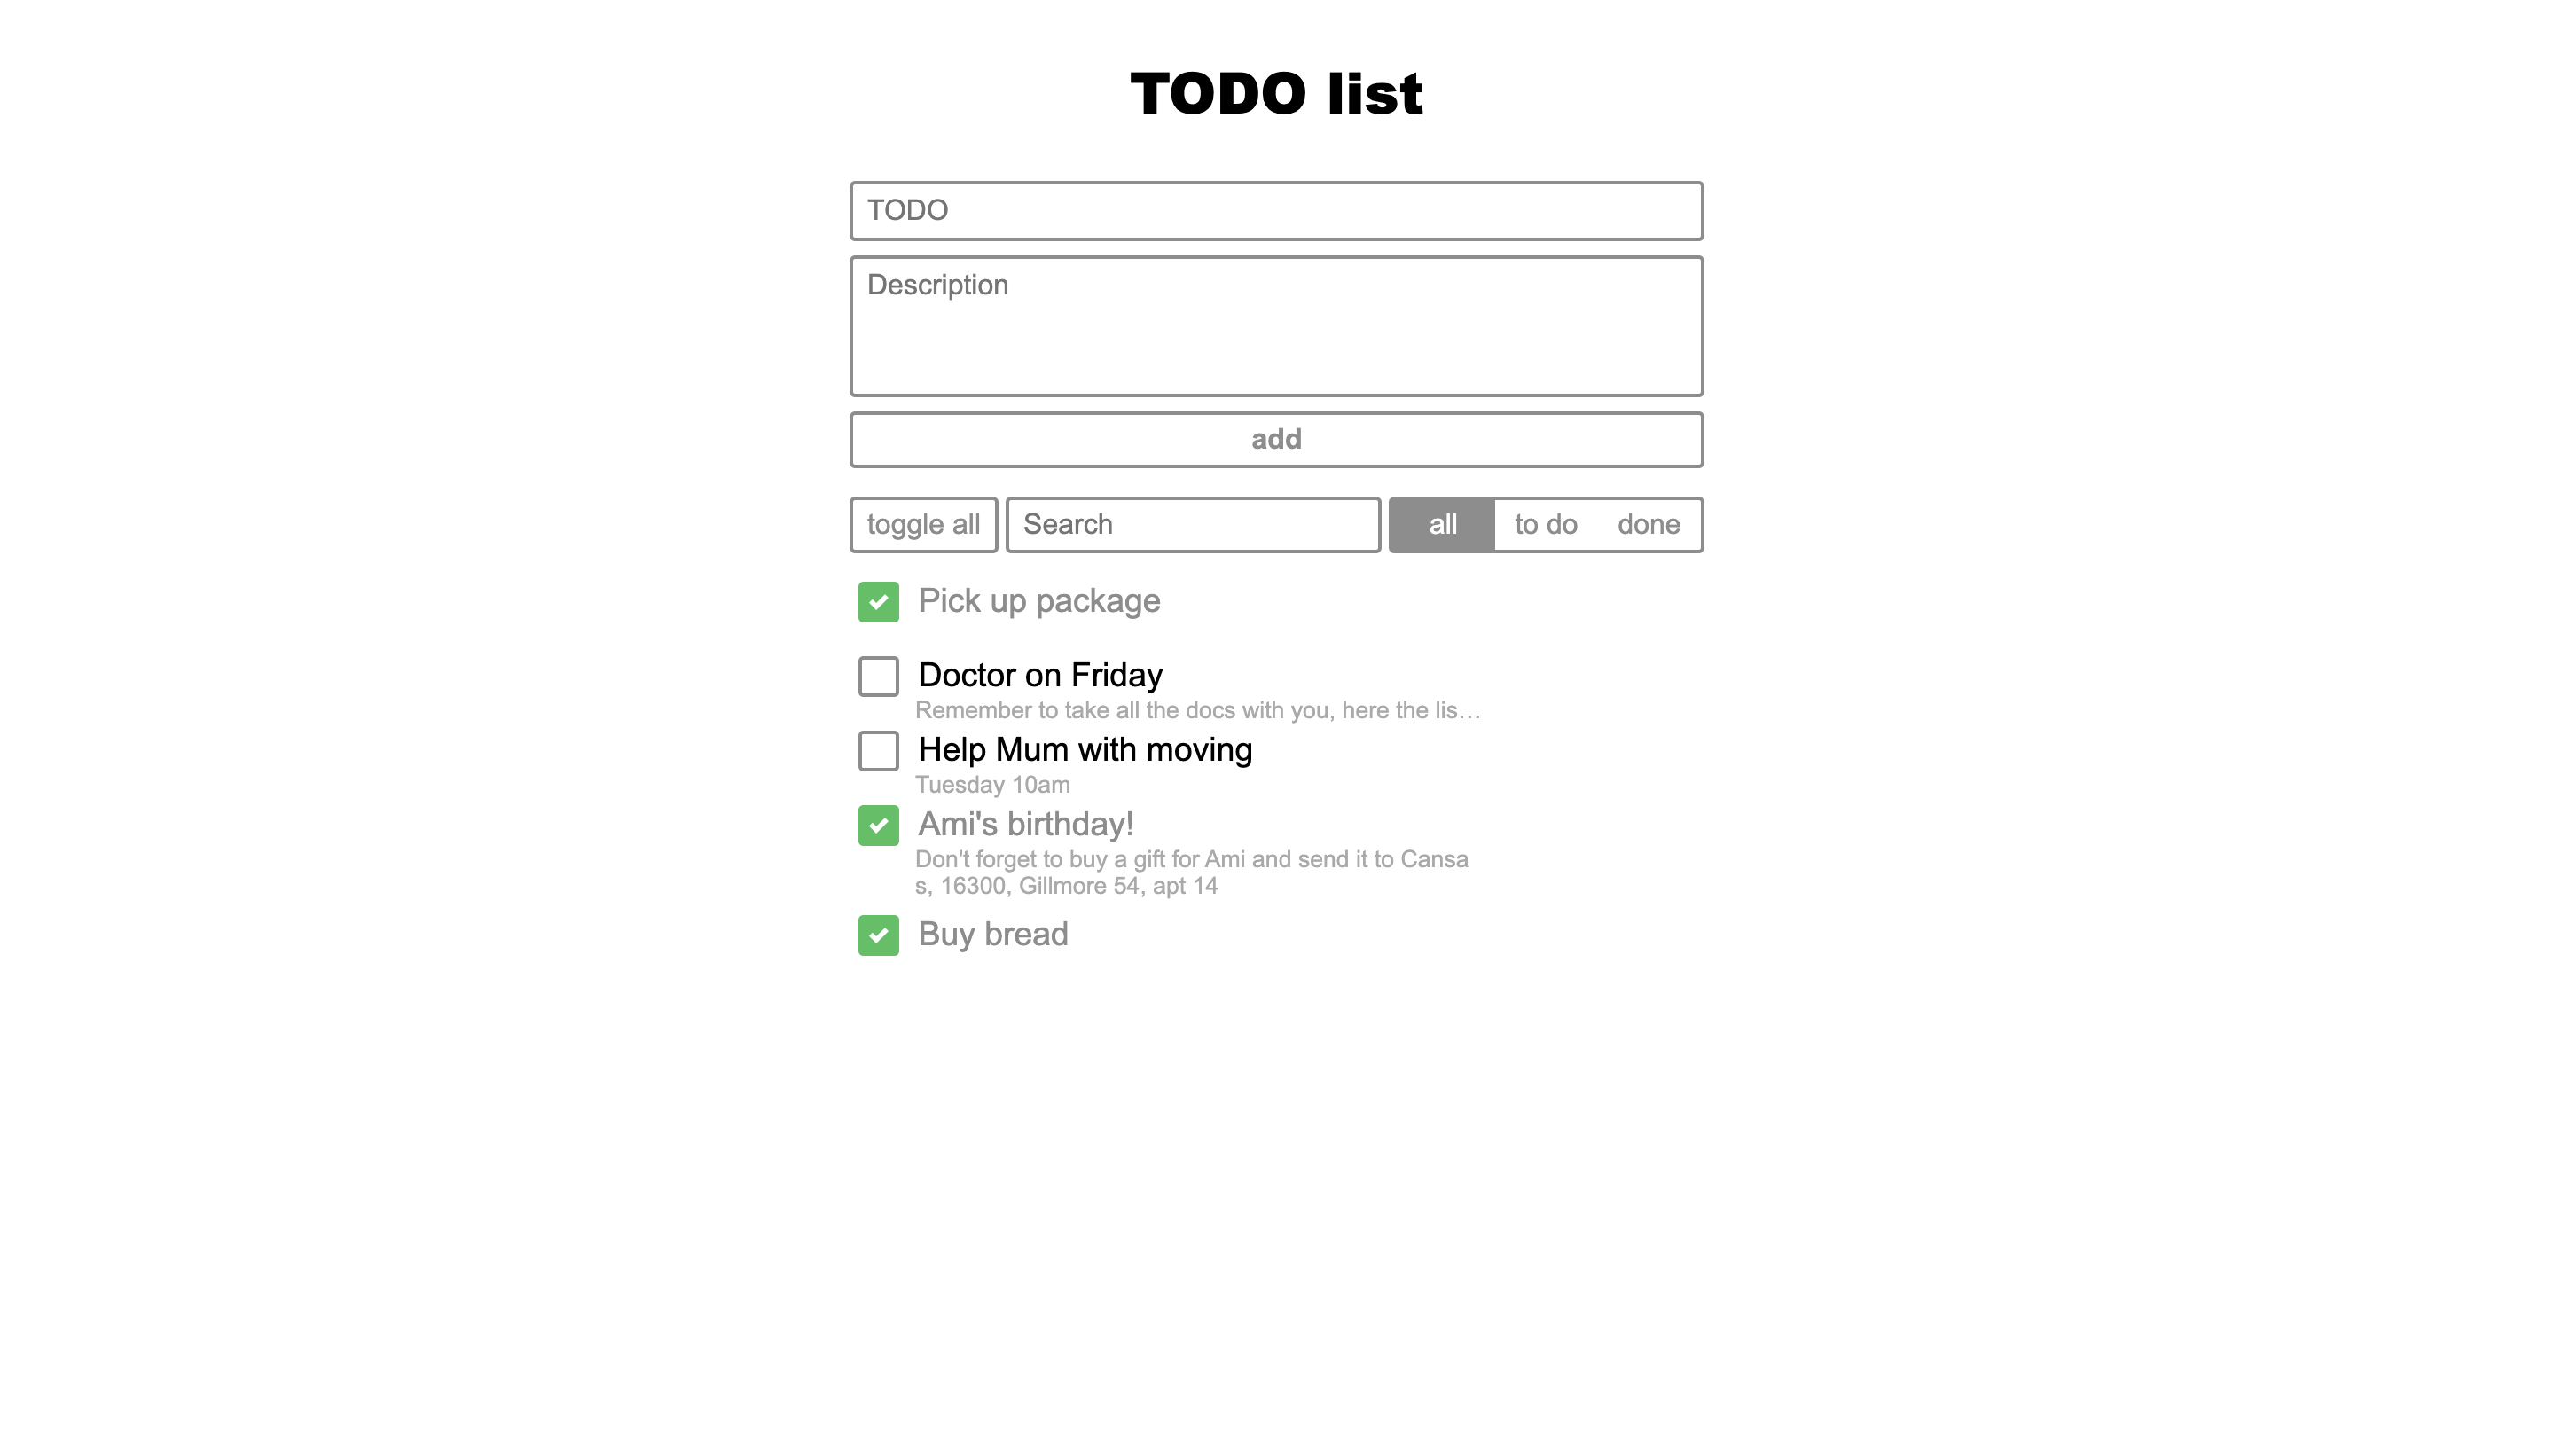 TODO list
TODO
Description
add
toggle all Search all to do done
Pick up package
Doctor on Friday
Remember to take all the docs with you, here the lis…
Help Mum with moving
Tuesday 10am
Ami's birthday!
Don't forget to buy a gift for Ami and send it to Cansa
s, 16300, Gillmore 54, apt 14
Buy bread